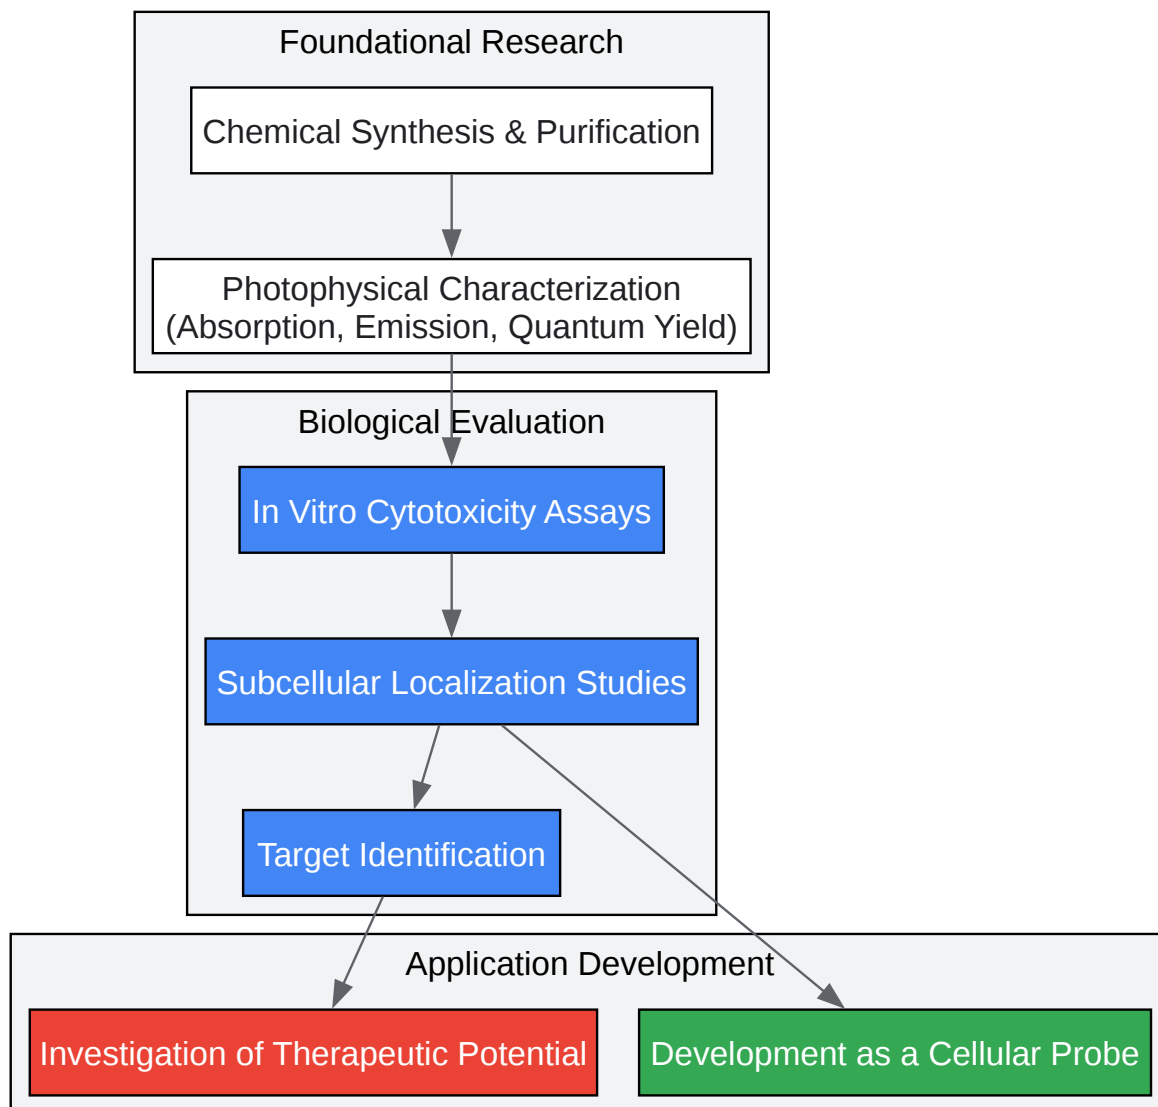 Foundational Research
Chemical Synthesis & Purification
Photophysical Characterization
(Absorption, Emission, Quantum Yield)
Biological Evaluation
In Vitro Cytotoxicity Assays
Subcellular Localization Studies
Target Identification
Application Development
Investigation of Therapeutic Potential
Development as a Cellular Probe